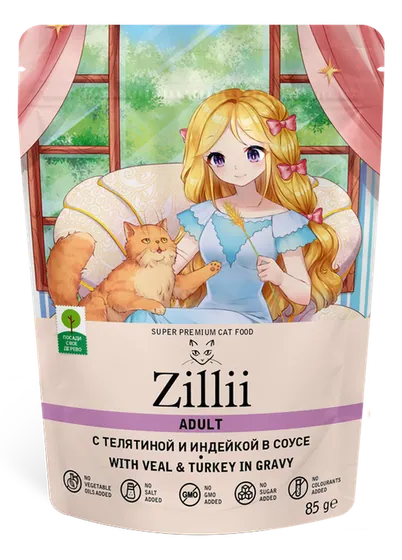 ПОСАДИ
СВОЕ
ДЕРЕВО
SUPER PREMIUM CAT FOOD
Zillii
ADULT
С ТЕЛЯТИНОЙ И ИНДЕЙКОЙ В СОУСЕ
WITH VEAL & TURKEY IN GRAVY
NO
VEGETABLE
OILS ADDED
NO
SALT
ADDED
GMO
NO
GMO
ADDED
NO
SUGAR
ADDED
NO
COLOURANTS
ADDED
85 g e